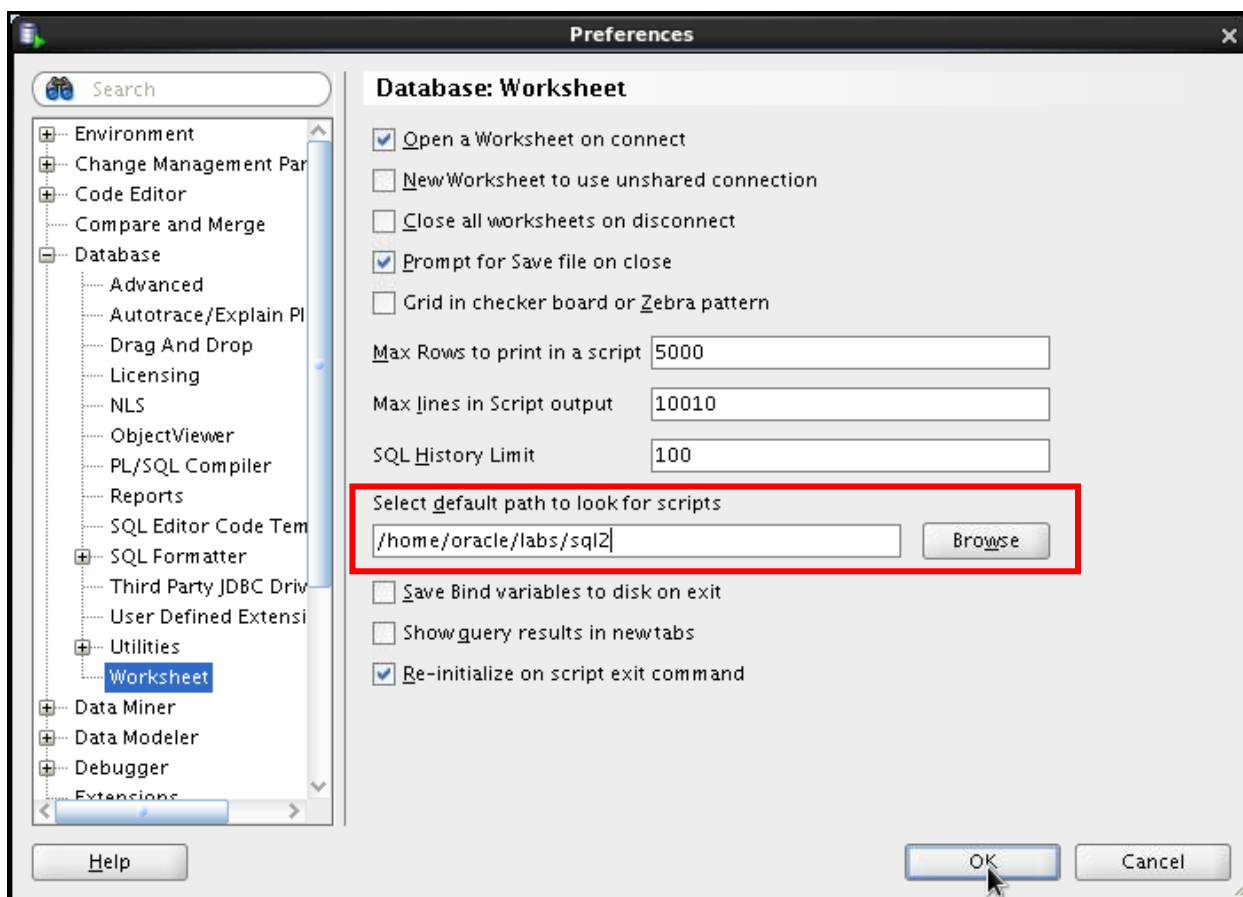 Preferences
Search
Environment
Change Management Par
Code Editor
Compare and Merge
Database
Advanced
Autotrace/Explain Pl
Drag And Drop
Licensing
NLS
ObjectViewer
PL/SQL Compiler
Reports
SQL Editor Code Tem
SQL Formatter
Third Party JDBC Driv
User Defined Extensi
Utilities
Worksheet
Data Miner
Data Modeler
Debugger
Extensions
Database: Worksheet
Open a Worksheet on connect
New Worksheet to use unshared connection
Close all worksheets on disconnect
Prompt for Save file on close
Grid in checker board or Zebra pattern
Max Rows to print in a script 5000
Max lines in Script output 10010
SQL History Limit 100
Select default path to look for scripts
/home/oracle/labs/sql2 Browse
Save Bind variables to disk on exit
Show query results in new tabs
Re-initialize on script exit command
Help OK Cancel